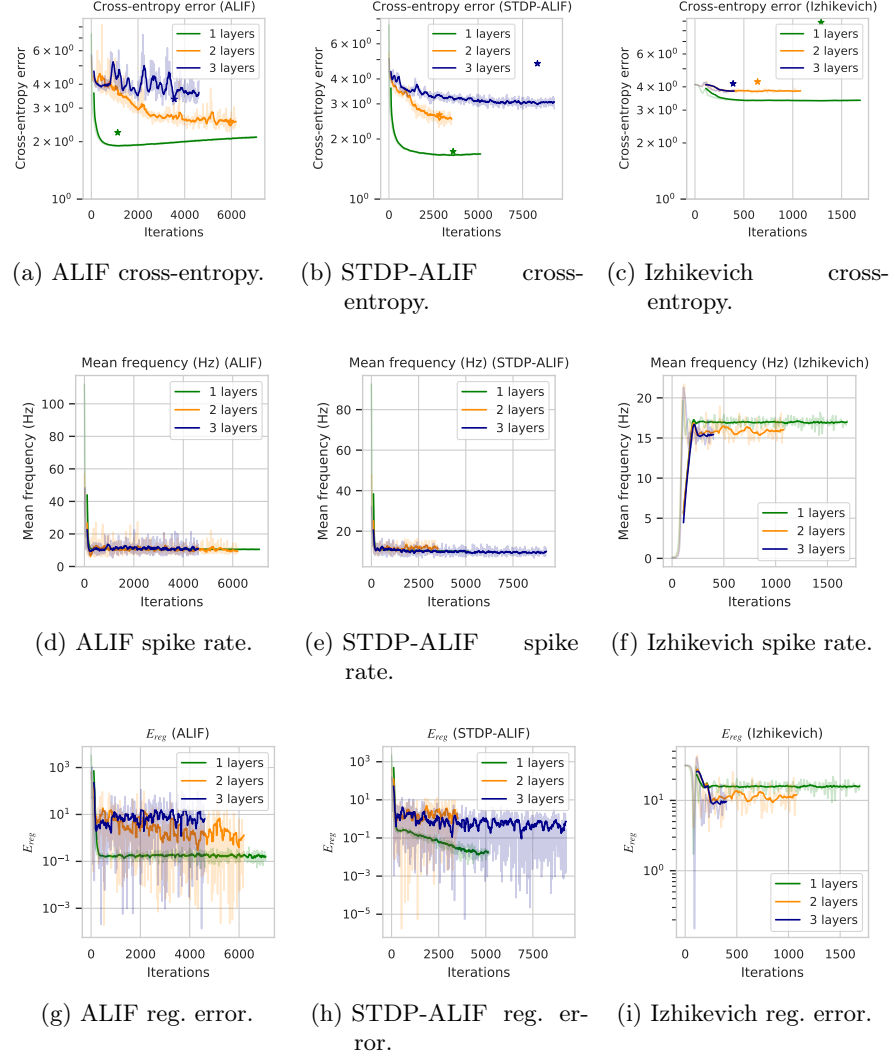 Cross-entropy error (ALIF)
Cross-entropy error
6 × 10⁰
4 × 10⁰
3 × 10⁰
2 × 10⁰
10⁰
1 layers
2 layers
3 layers
0 2000 4000 6000
Iterations
(a) ALIF cross-entropy.
Cross-entropy error (STDP-ALIF)
Cross-entropy error
6 × 10⁰
4 × 10⁰
3 × 10⁰
2 × 10⁰
10⁰
1 layers
2 layers
3 layers
0 2500 5000 7500
Iterations
(b) STDP-ALIF cross-
entropy.
Cross-entropy error (Izhikevich)
Cross-entropy error
6 × 10⁰
4 × 10⁰
3 × 10⁰
2 × 10⁰
10⁰
1 layers
2 layers
3 layers
0 500 1000 1500
Iterations
(c) Izhikevich cross-
entropy.
Mean frequency (Hz) (ALIF)
Mean frequency (Hz)
100
80
60
40
20
0
1 layers
2 layers
3 layers
0 2000 4000 6000
Iterations
(d) ALIF spike rate.
Mean frequency (Hz) (STDP-ALIF)
Mean frequency (Hz)
80
60
40
20
1 layers
2 layers
3 layers
0 2500 5000 7500
Iterations
(e) STDP-ALIF spike
rate.
Mean frequency (Hz) (Izhikevich)
Mean frequency (Hz)
20
15
10
5
0
1 layers
2 layers
3 layers
0 500 1000 1500
Iterations
(f) Izhikevich spike rate.
E_reg (ALIF)
E_reg
10³
10¹
10⁻¹
10⁻³
1 layers
2 layers
3 layers
0 2000 4000 6000
Iterations
(g) ALIF reg. error.
E_reg (STDP-ALIF)
E_reg
10³
10¹
10⁻¹
10⁻³
10⁻⁵
1 layers
2 layers
3 layers
0 2500 5000 7500
Iterations
(h) STDP-ALIF reg. er-
ror.
E_reg (Izhikevich)
E_reg
10¹
10⁰
1 layers
2 layers
3 layers
0 500 1000 1500
Iterations
(i) Izhikevich reg. error.